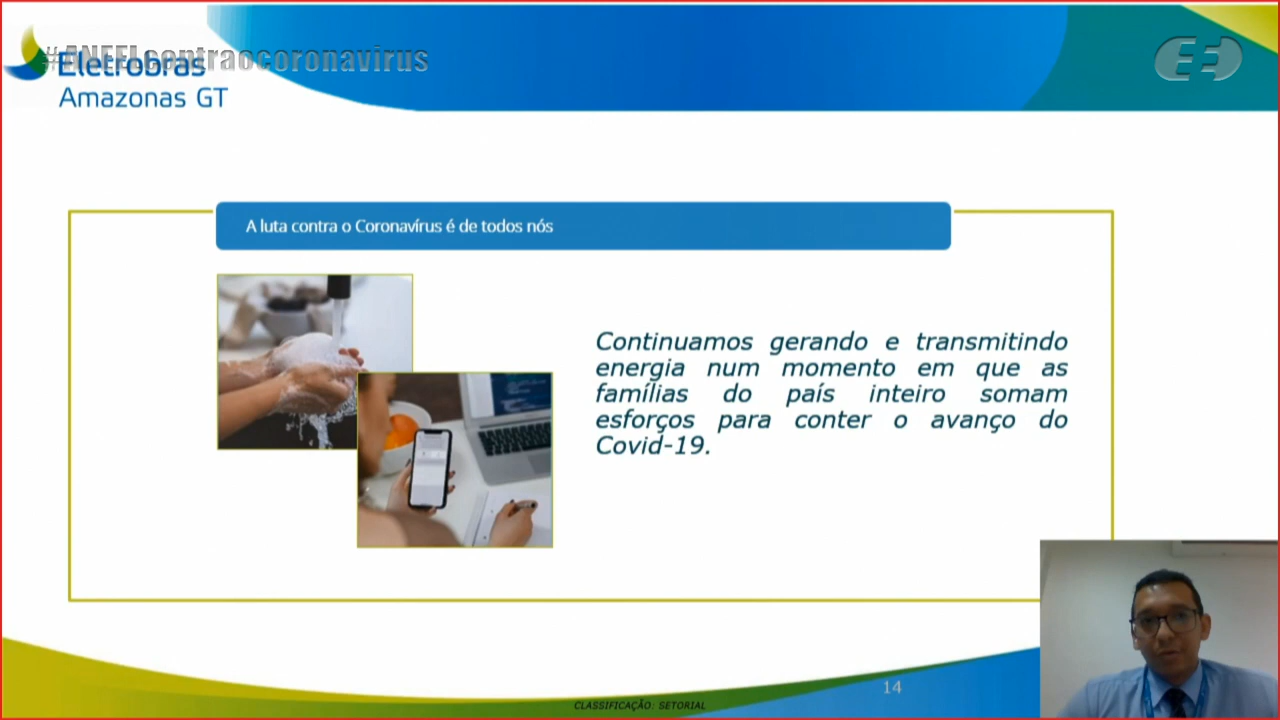 #ANEELcontraocoronavirus
Eletrobras
Amazonas GT
A luta contra o Coronavírus é de todos nós
Continuamos gerando e transmitindo
energia num momento em que as
famílias do país inteiro somam
esforços para conter o avanço do
Covid-19.
14
CLASSIFICAÇÃO: SETORIAL